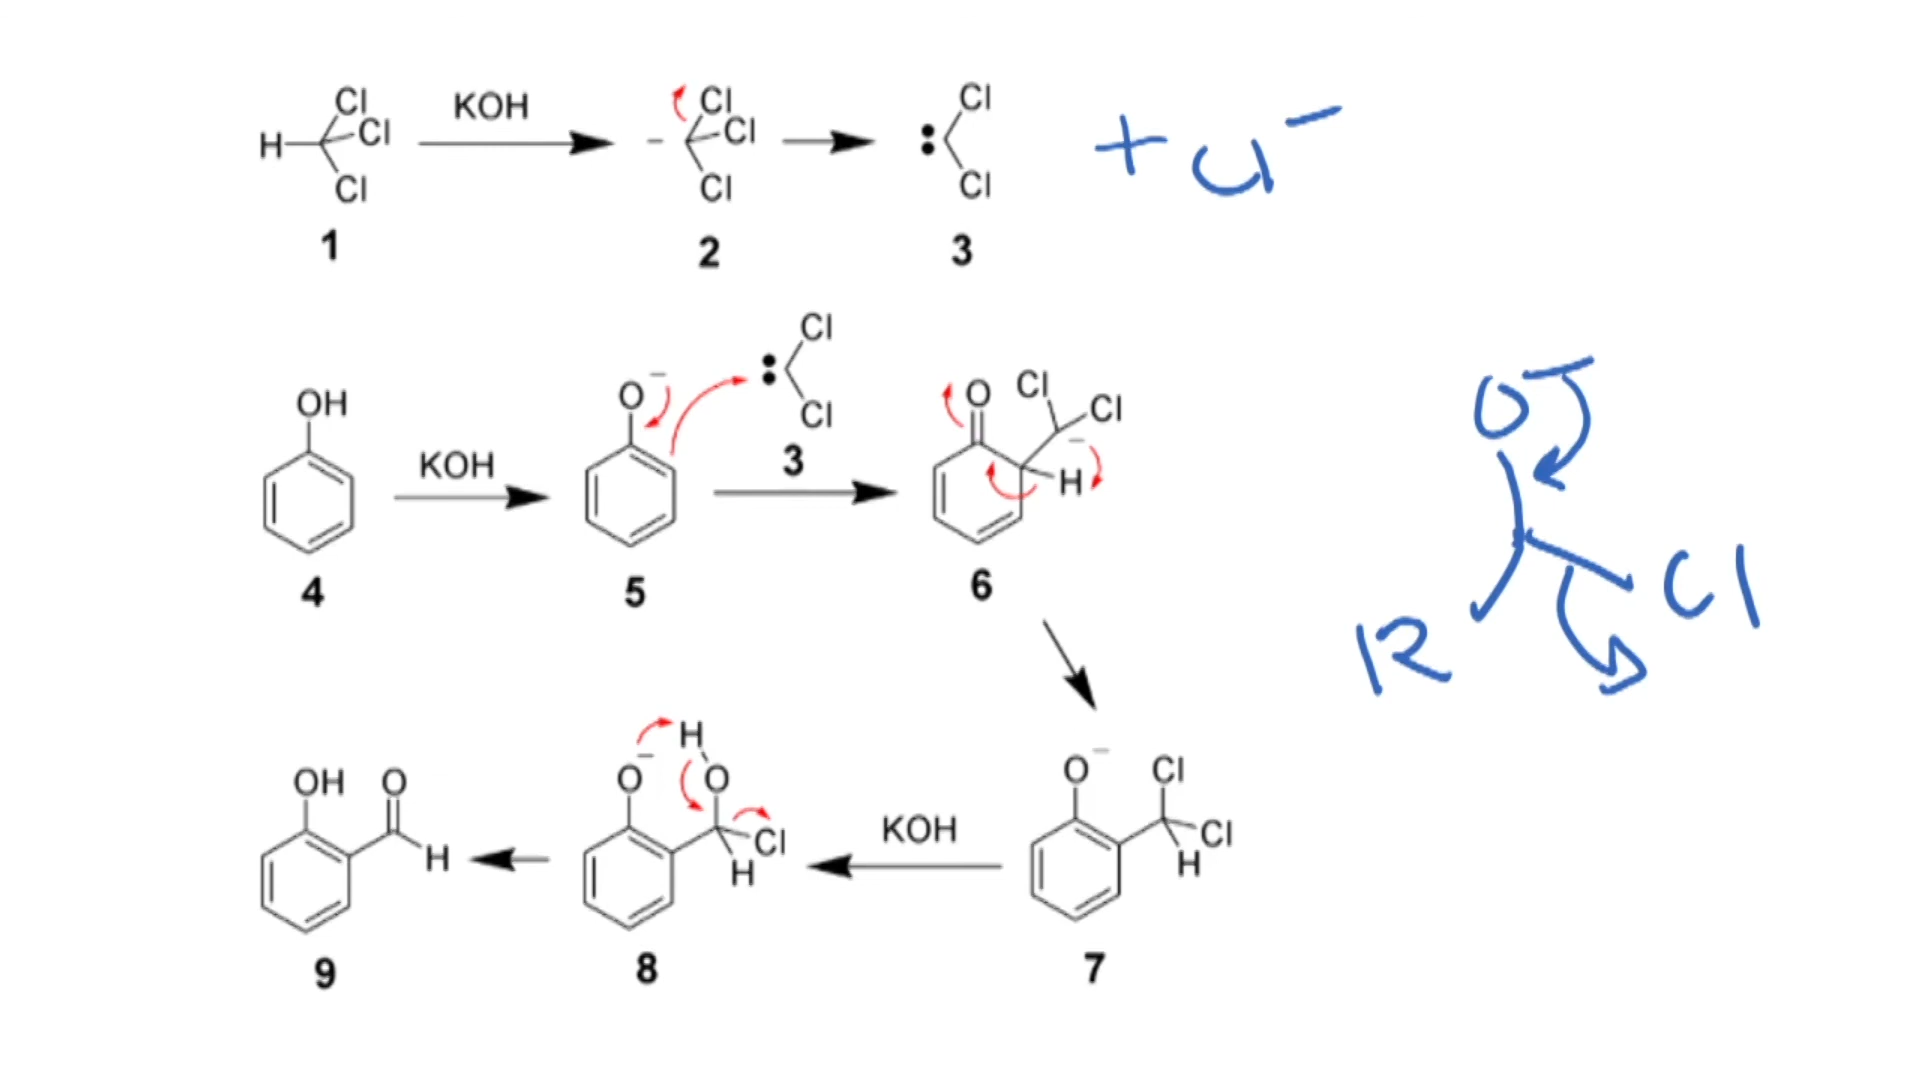 H Cl Cl Cl KOH - Cl Cl Cl Cl Cl + Cl -
1 2 3
OH KOH O - Cl Cl 3 O Cl Cl - H
4 5 6
O - R Cl
OH O H O - H O Cl H KOH O - Cl Cl H
9 8 7